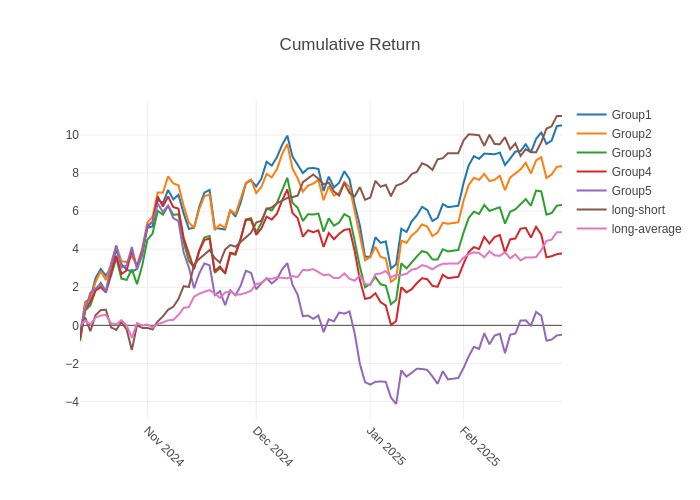 Cumulative Return
10
8
6
4
2
0
−2
−4
Nov 2024
Dec 2024
Jan 2025
Feb 2025
Group1
Group2
Group3
Group4
Group5
long-short
long-average